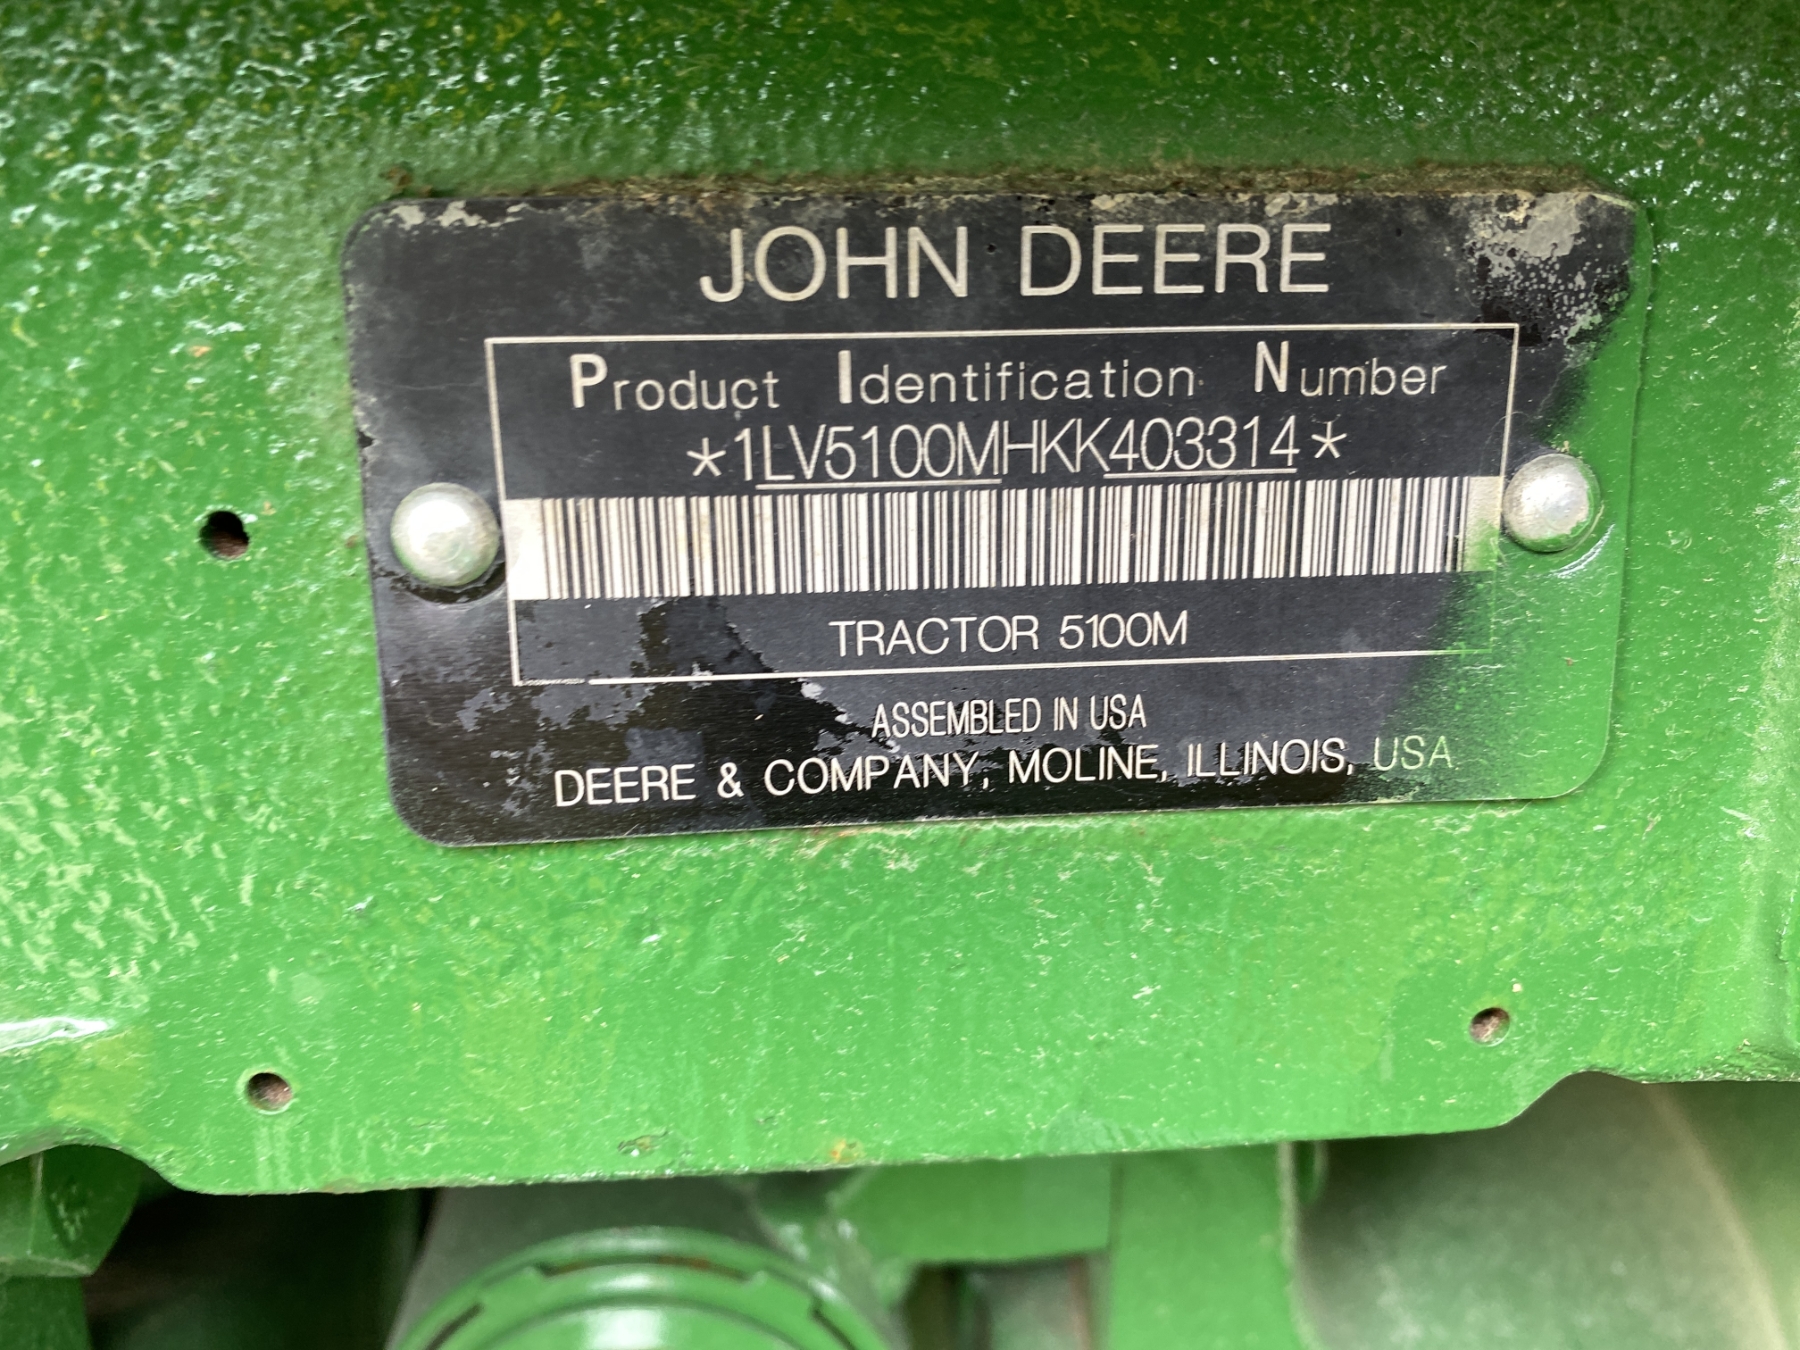 JOHN DEERE
Product Identification Number
*1LV5100MHKK403314*
TRACTOR 5100M
ASSEMBLED IN USA
DEERE & COMPANY, MOLINE, ILLINOIS, USA